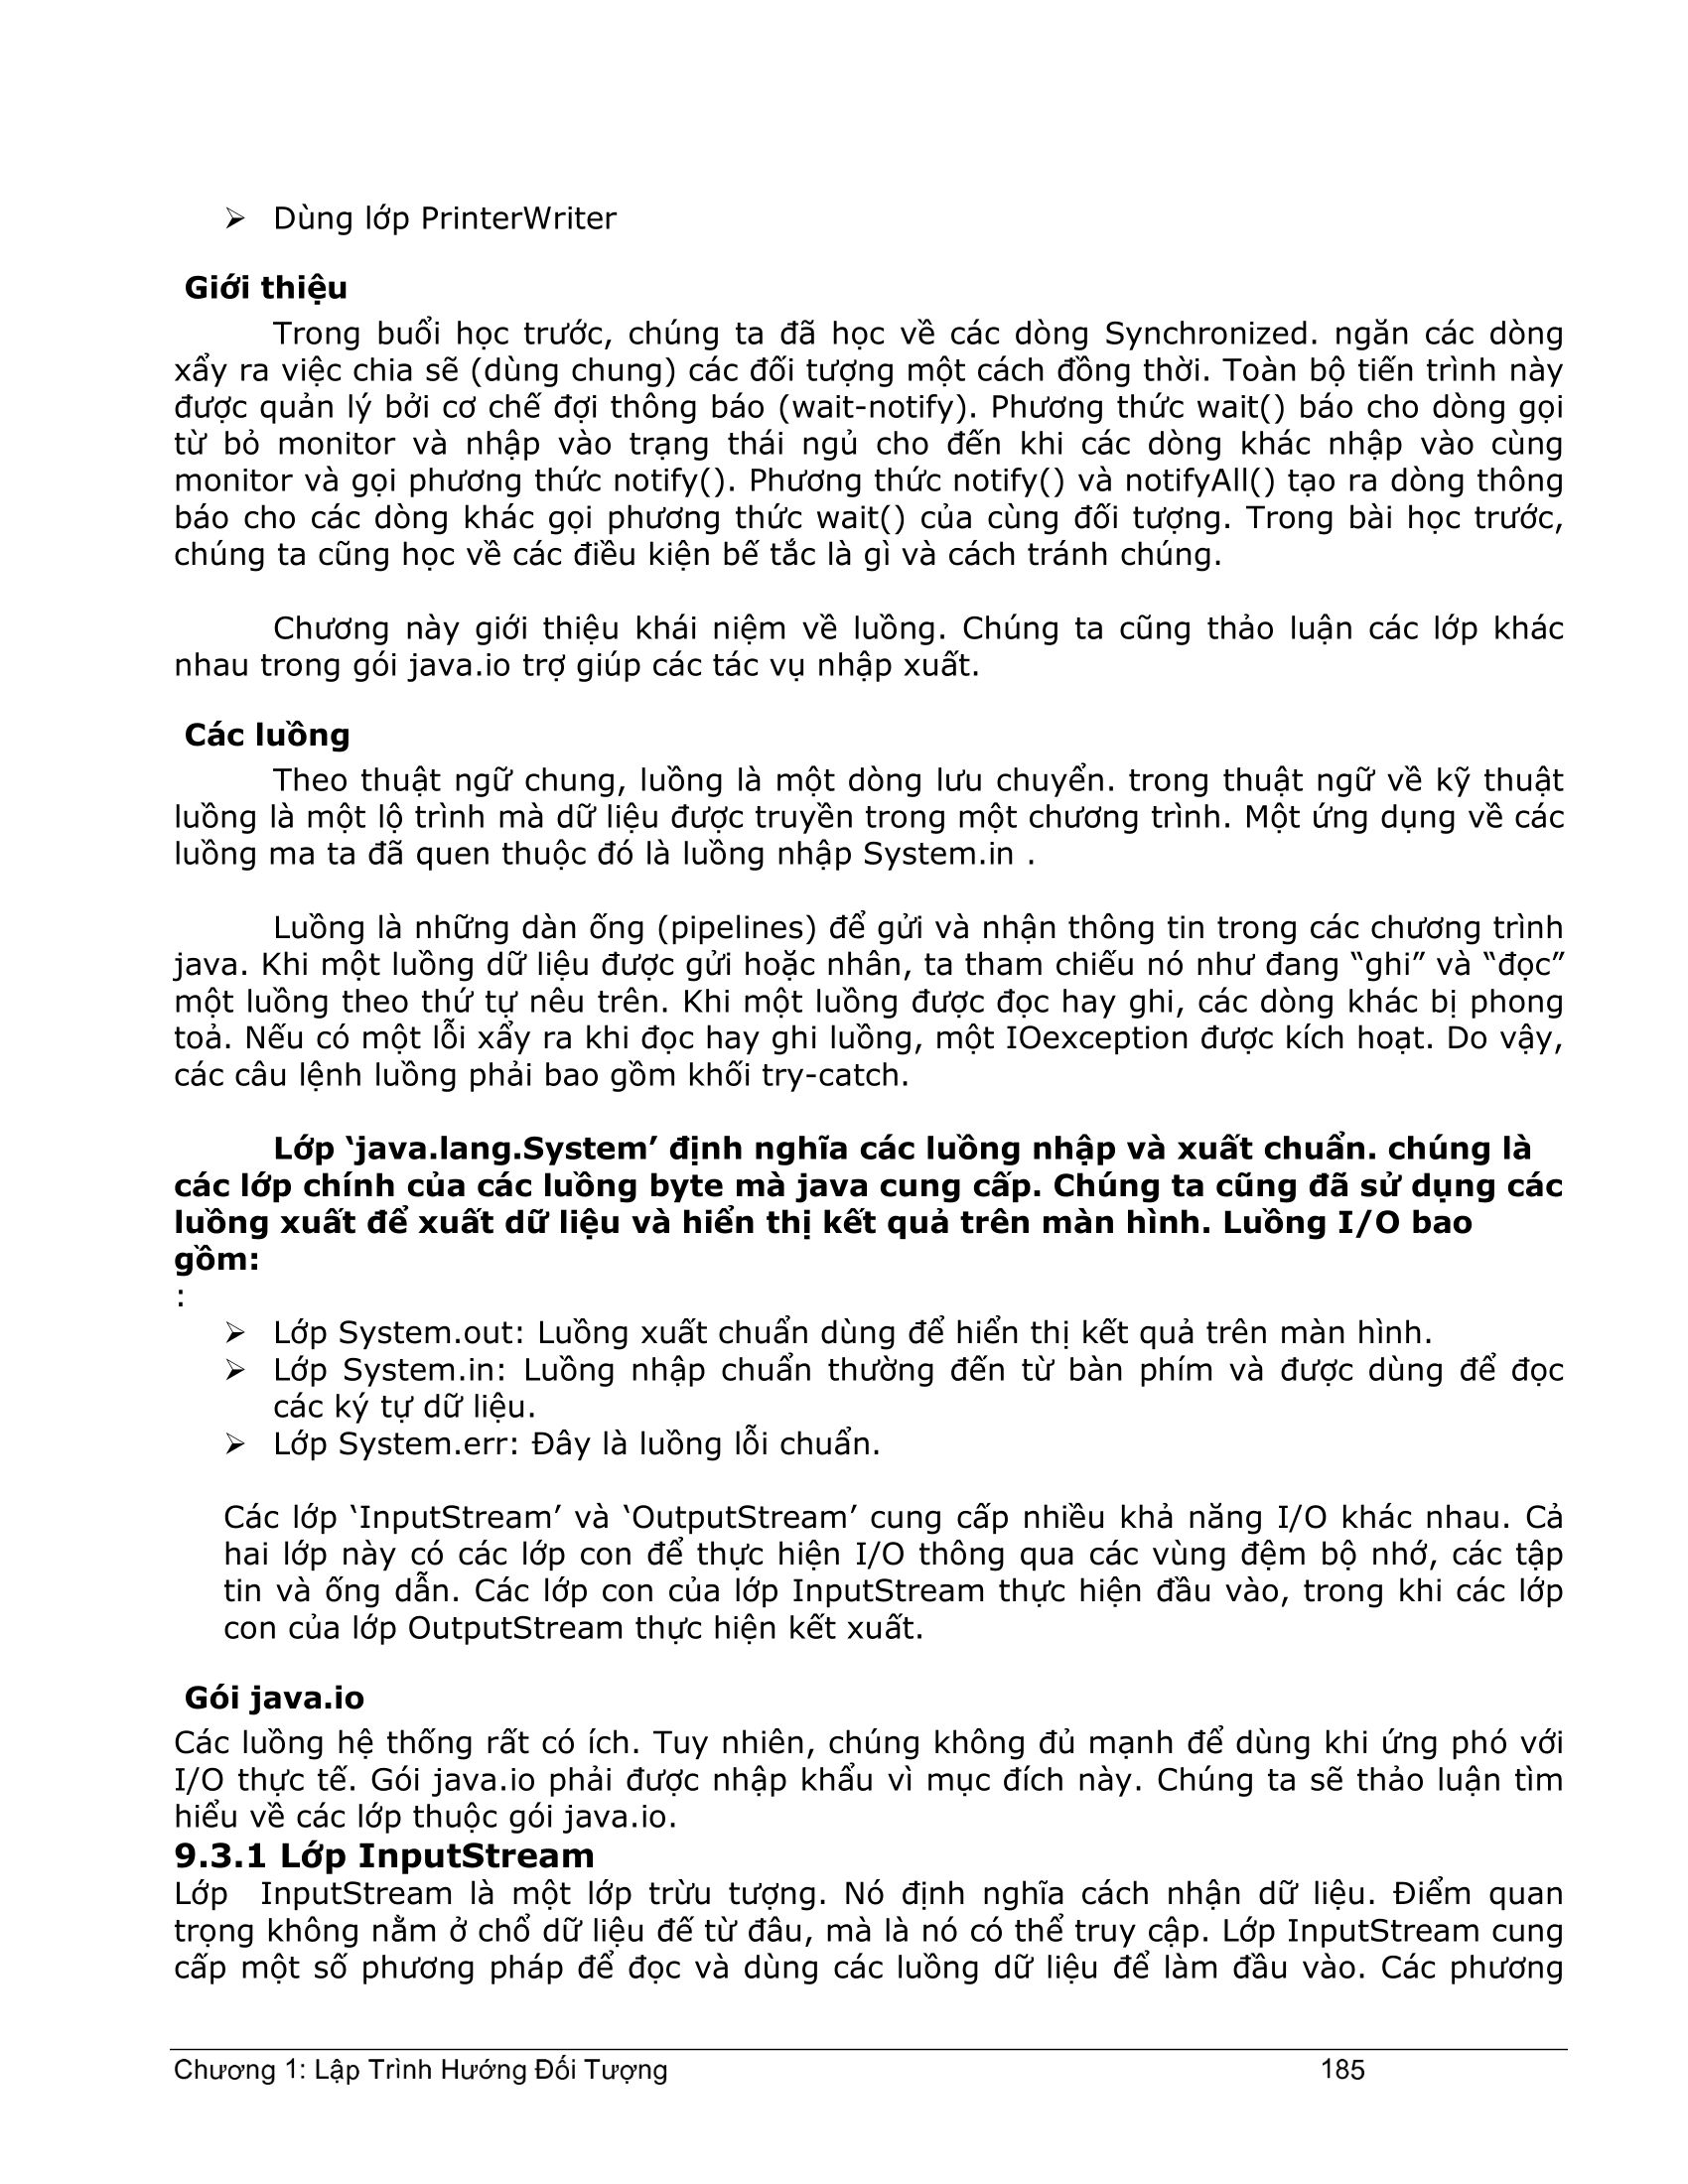 ➢ Dùng lớp PrinterWriter
Giới thiệu
Trong buổi học trước, chúng ta đã học về các dòng Synchronized. ngăn các dòng
xẩy ra việc chia sẽ (dùng chung) các đối tượng một cách đồng thời. Toàn bộ tiến trình này
được quản lý bởi cơ chế đợi thông báo (wait-notify). Phương thức wait() báo cho dòng gọi
từ bỏ monitor và nhập vào trạng thái ngủ cho đến khi các dòng khác nhập vào cùng
monitor và gọi phương thức notify(). Phương thức notify() và notifyAll() tạo ra dòng thông
báo cho các dòng khác gọi phương thức wait() của cùng đối tượng. Trong bài học trước,
chúng ta cũng học về các điều kiện bế tắc là gì và cách tránh chúng.
Chương này giới thiệu khái niệm về luồng. Chúng ta cũng thảo luận các lớp khác
nhau trong gói java.io trợ giúp các tác vụ nhập xuất.
Các luồng
Theo thuật ngữ chung, luồng là một dòng lưu chuyển. trong thuật ngữ về kỹ thuật
luồng là một lộ trình mà dữ liệu được truyền trong một chương trình. Một ứng dụng về các
luồng ma ta đã quen thuộc đó là luồng nhập System.in .
Luồng là những dàn ống (pipelines) để gửi và nhận thông tin trong các chương trình
java. Khi một luồng dữ liệu được gửi hoặc nhân, ta tham chiếu nó như đang “ghi” và “đọc”
một luồng theo thứ tự nêu trên. Khi một luồng được đọc hay ghi, các dòng khác bị phong
toả. Nếu có một lỗi xẩy ra khi đọc hay ghi luồng, một IOexception được kích hoạt. Do vậy,
các câu lệnh luồng phải bao gồm khối try-catch.
Lớp ‘java.lang.System’ định nghĩa các luồng nhập và xuất chuẩn. chúng là
các lớp chính của các luồng byte mà java cung cấp. Chúng ta cũng đã sử dụng các
luồng xuất để xuất dữ liệu và hiển thị kết quả trên màn hình. Luồng I/O bao
gồm:
:
➢ Lớp System.out: Luồng xuất chuẩn dùng để hiển thị kết quả trên màn hình.
➢ Lớp System.in: Luồng nhập chuẩn thường đến từ bàn phím và được dùng để đọc
các ký tự dữ liệu.
➢ Lớp System.err: Đây là luồng lỗi chuẩn.
Các lớp ‘InputStream’ và ‘OutputStream’ cung cấp nhiều khả năng I/O khác nhau. Cả
hai lớp này có các lớp con để thực hiện I/O thông qua các vùng đệm bộ nhớ, các tập
tin và ống dẫn. Các lớp con của lớp InputStream thực hiện đầu vào, trong khi các lớp
con của lớp OutputStream thực hiện kết xuất.
Gói java.io
Các luồng hệ thống rất có ích. Tuy nhiên, chúng không đủ mạnh để dùng khi ứng phó với
I/O thực tế. Gói java.io phải được nhập khẩu vì mục đích này. Chúng ta sẽ thảo luận tìm
hiểu về các lớp thuộc gói java.io.
9.3.1 Lớp InputStream
Lớp InputStream là một lớp trừu tượng. Nó định nghĩa cách nhận dữ liệu. Điểm quan
trọng không nằm ở chổ dữ liệu đế từ đâu, mà là nó có thể truy cập. Lớp InputStream cung
cấp một số phương pháp để đọc và dùng các luồng dữ liệu để làm đầu vào. Các phương
Chương 1: Lập Trình Hướng Đối Tượng 185